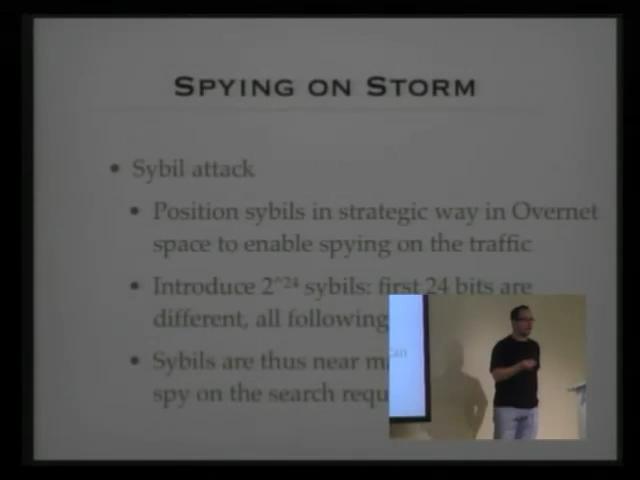 SPYING ON STORM
Sybil attack
Position sybils in strategic way in Overnet
space to enable spying on the traffic
Introduce 2^24 sybils: first 24 bits are
different, all following
Sybils are thus near
spy on the search
can